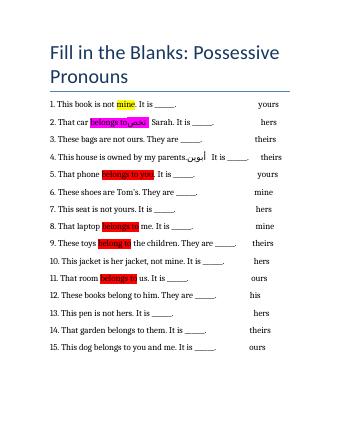 Fill in the Blanks: Possessive
Pronouns
1. This book is not mine. It is _____. yours
2. That car belongs to تخص Sarah. It is _____. hers
3. These bags are not ours. They are _____. theirs
4. This house is owned by my parents. أبوين It is _____. theirs
5. That phone belongs to you. It is _____. yours
6. These shoes are Tom's. They are _____. mine
7. This seat is not yours. It is _____. hers
8. That laptop belongs to me. It is _____. mine
9. These toys belong to the children. They are _____. theirs
10. This jacket is her jacket, not mine. It is _____. hers
11. That room belongs to us. It is _____. ours
12. These books belong to him. They are _____. his
13. This pen is not hers. It is _____. hers
14. That garden belongs to them. It is _____. theirs
15. This dog belongs to you and me. It is _____. ours